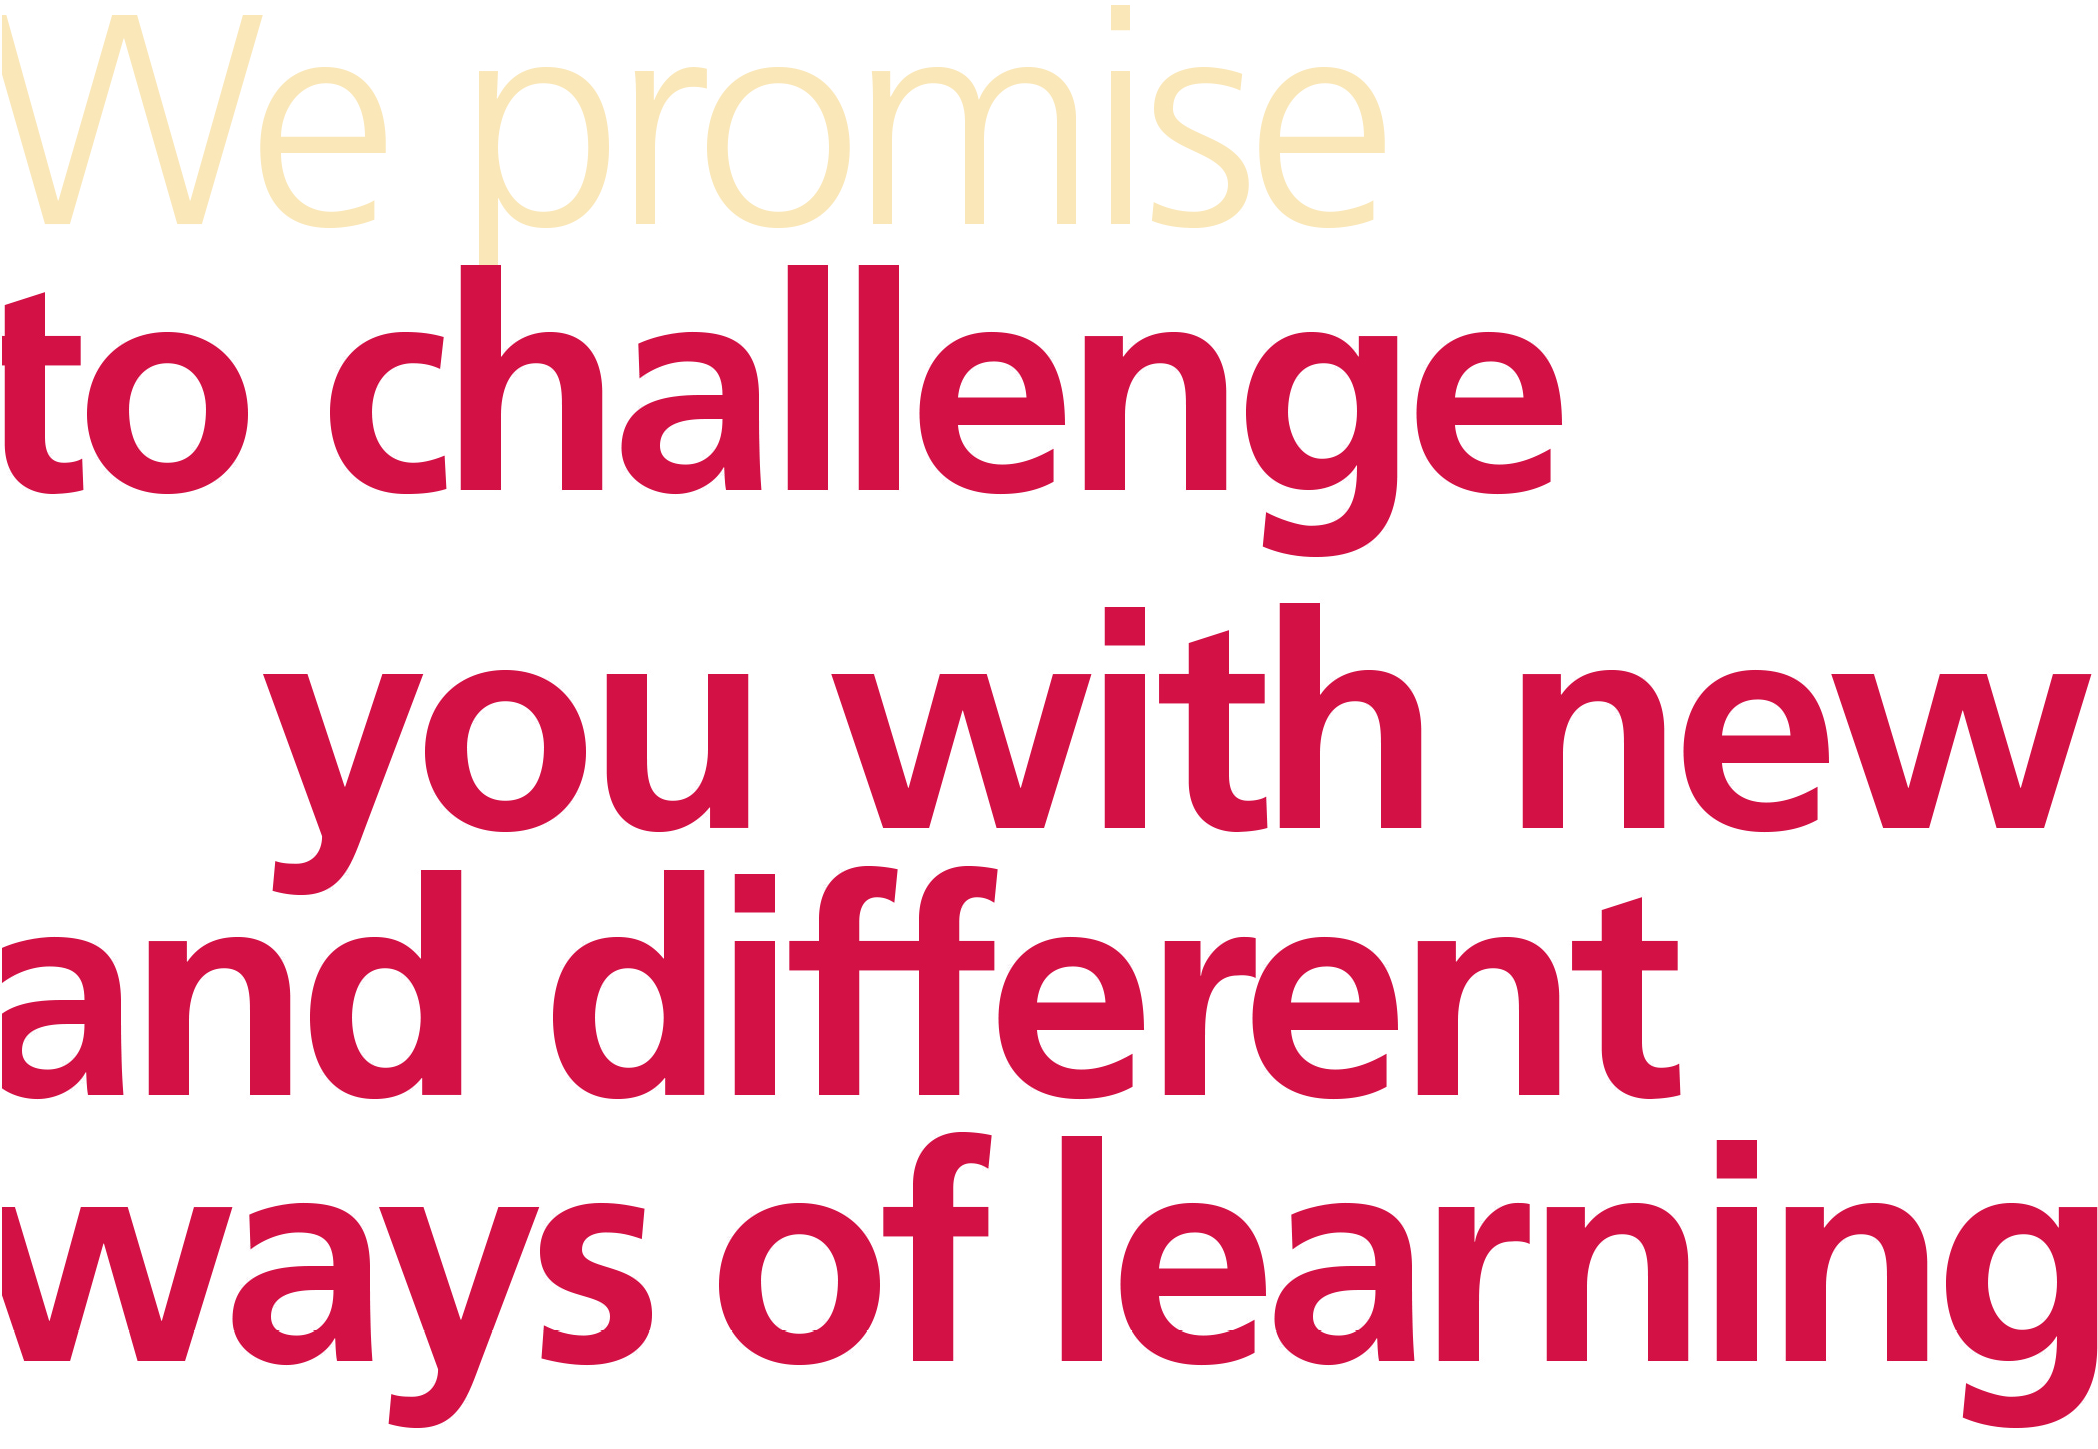 We promise
to challenge
you with new
and different
ways of learning